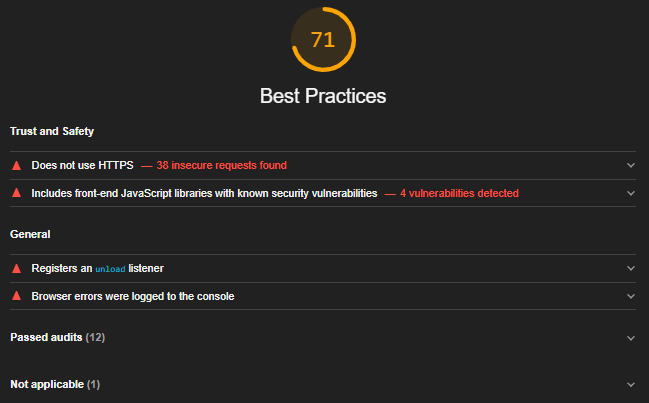 71
Best Practices
Trust and Safety
Does not use HTTPS — 38 insecure requests found
Includes front-end JavaScript libraries with known security vulnerabilities — 4 vulnerabilities detected
General
Registers an unload listener
Browser errors were logged to the console
Passed audits (12)
Not applicable (1)